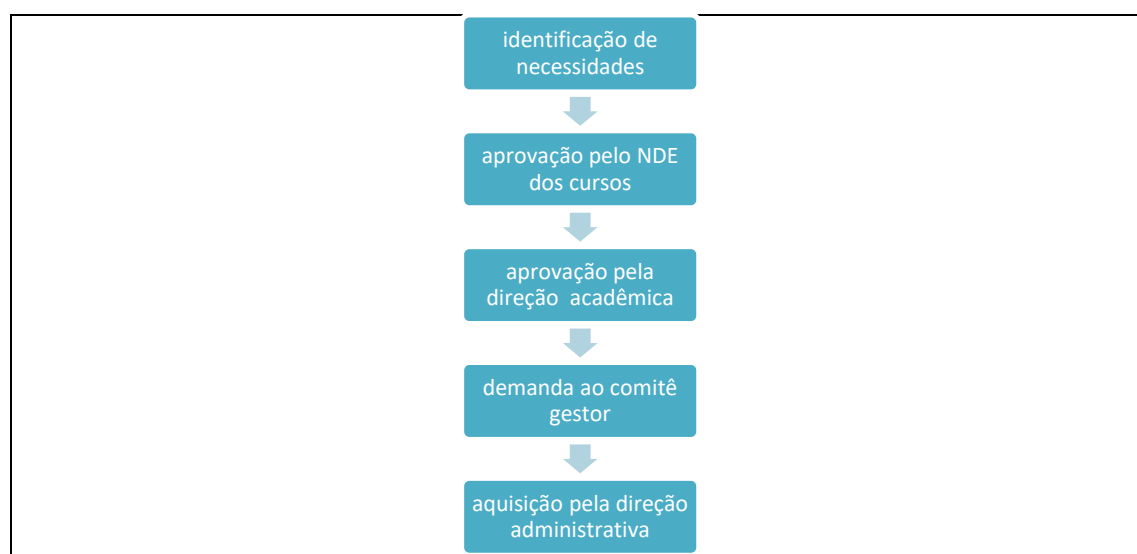 identificação de
necessidades
aprovação pelo NDE
dos cursos
aprovação pela
direção  acadêmica
demanda ao comitê
gestor
aquisição pela direção
administrativa